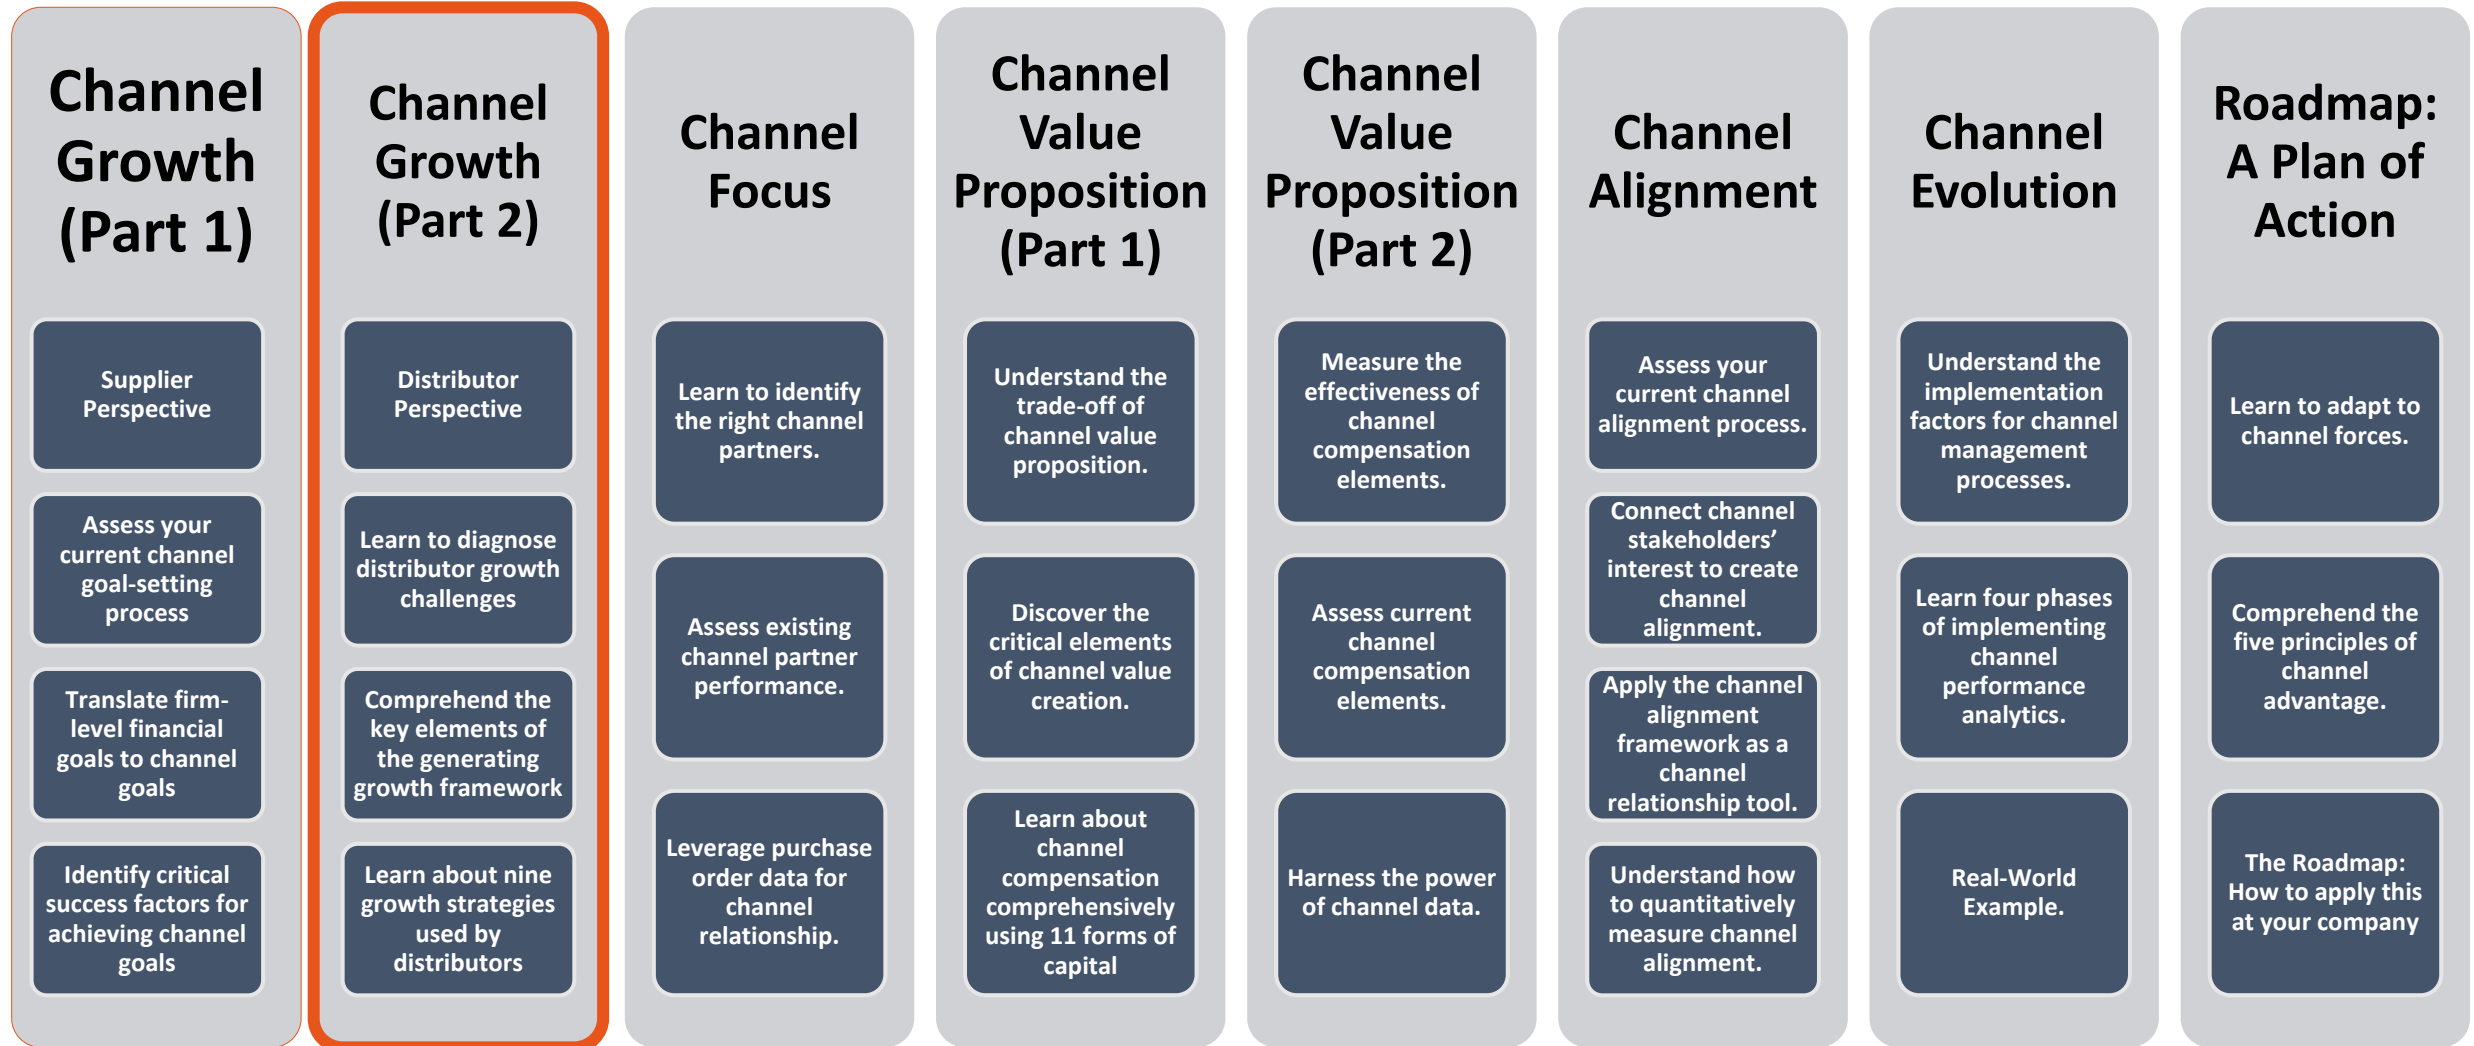 Channel
Growth
(Part 1)
Supplier
Perspective
Assess your
current channel
goal-setting
process
Translate firm-
level financial
goals to channel
goals
Identify critical
success factors for
achieving channel
goals
Channel
Growth
(Part 2)
Distributor
Perspective
Learn to diagnose
distributor growth
challenges
Comprehend the
key elements of
the generating
growth framework
Learn about nine
growth strategies
used by
distributors
Channel
Focus
Learn to identify
the right channel
partners.
Assess existing
channel partner
performance.
Leverage purchase
order data for
channel
relationship.
Channel
Value
Proposition
(Part 1)
Understand the
trade-off of
channel value
proposition.
Discover the
critical elements
of channel value
creation.
Learn about
channel
compensation
comprehensively
using 11 forms of
capital
Channel
Value
Proposition
(Part 2)
Measure the
effectiveness of
channel
compensation
elements.
Assess current
channel
compensation
elements.
Harness the power
of channel data.
Channel
Alignment
Assess your
current channel
alignment process.
Connect channel
stakeholders’
interest to create
channel
alignment.
Apply the channel
alignment
framework as a
channel
relationship tool.
Understand how
to quantitatively
measure channel
alignment.
Channel
Evolution
Understand the
implementation
factors for channel
management
processes.
Learn four phases
of implementing
channel
performance
analytics.
Real-World
Example.
Roadmap:
A Plan of
Action
Learn to adapt to
channel forces.
Comprehend the
five principles of
channel
advantage.
The Roadmap:
How to apply this
at your company